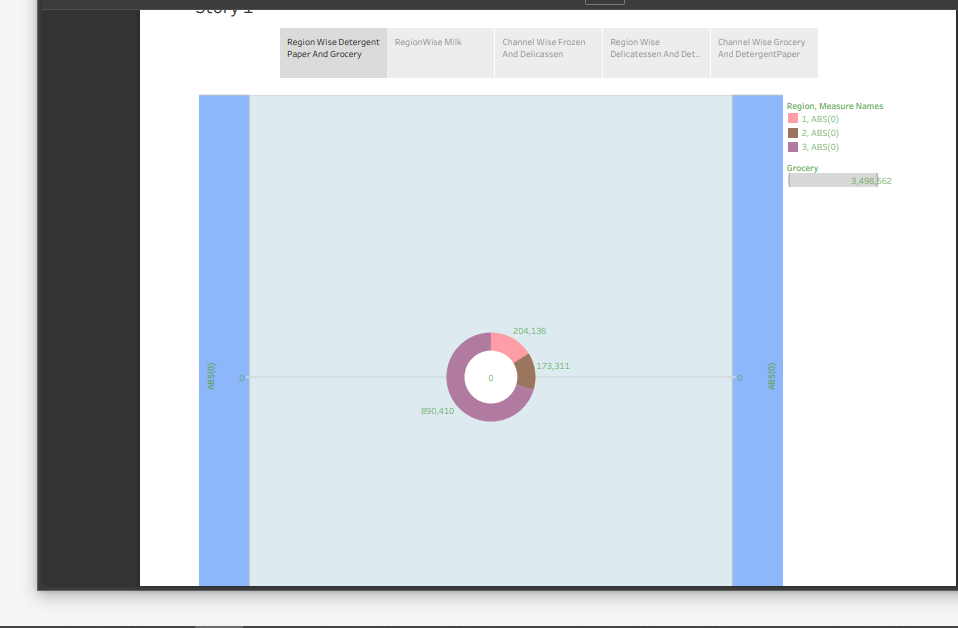 Story 1
Region Wise Detergent
Paper And Grocery
RegionWise Milk
Channel Wise Frozen
And Delicassen
Region Wise
Delicatessen And Det..
Channel Wise Grocery
And DetergentPaper
Region, Measure Names
1, ABS(0)
2, ABS(0)
3, ABS(0)
Grocery
3,498,562
204,136
173,311
ABS(0)
0
0
0
ABS(0)
890,410